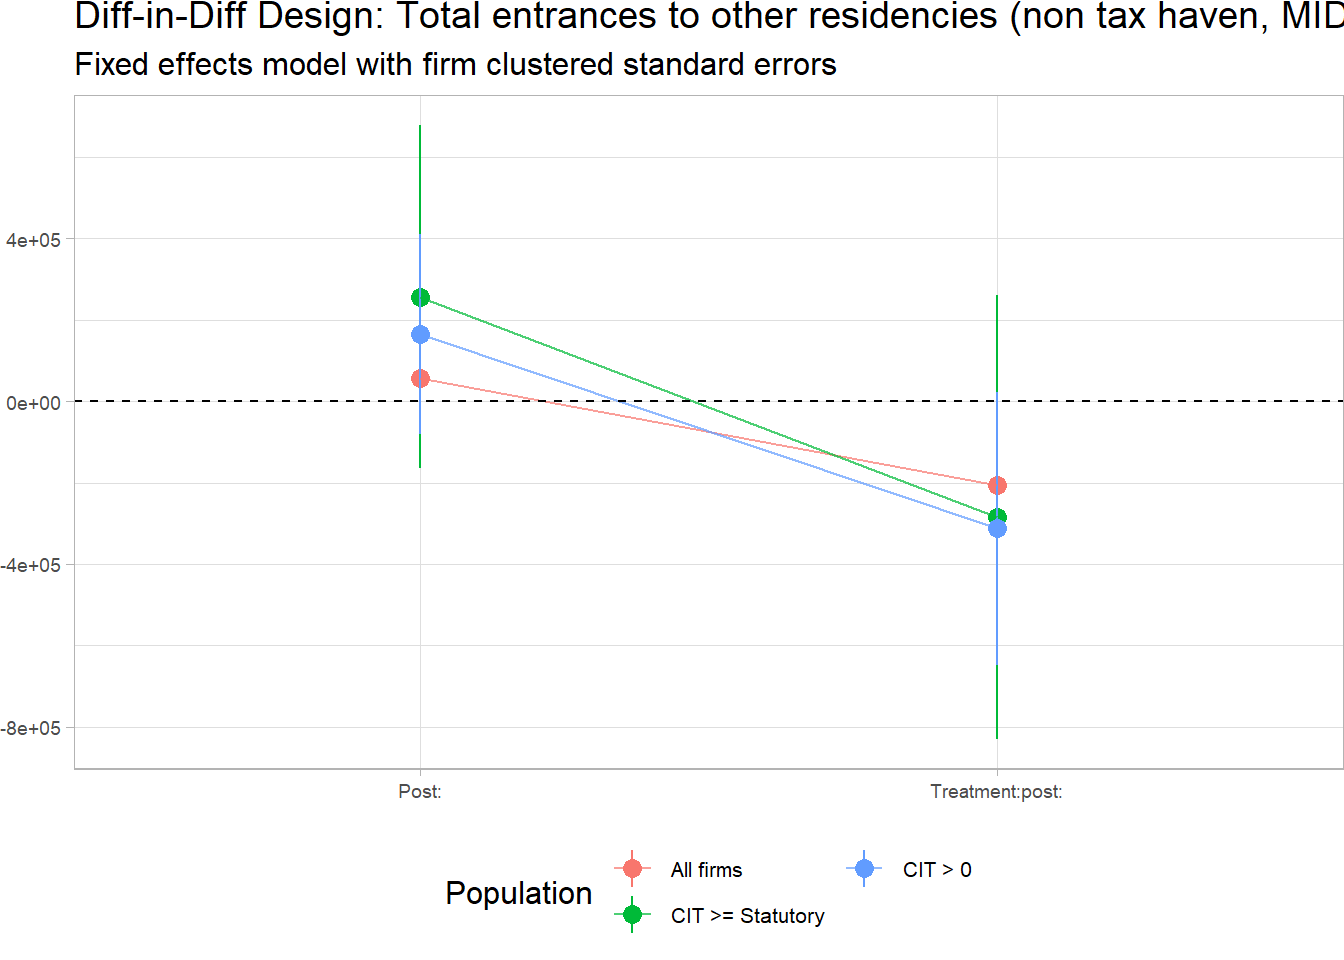 Diff-in-Diff Design: Total entrances to other residencies (non tax haven, MID
Fixed effects model with firm clustered standard errors
4e+05
0e+00
-4e+05
-8e+05
Post:
Treatment:post:
Population
All firms
CIT > 0
CIT >= Statutory